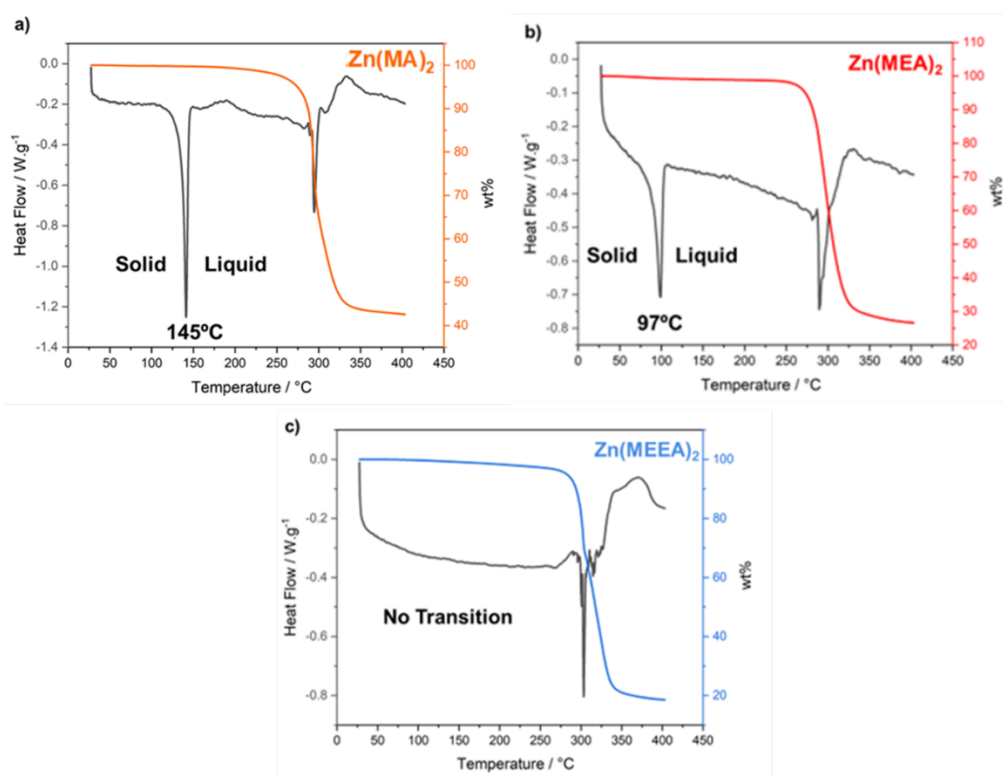 a)
Zn(MA)2
0.0
-0.2
-0.4
-0.6
-0.8
-1.0
-1.2
-1.4
Heat Flow / W.g-1
100
90
80
70
60
50
40
wt%
Solid
Liquid
145ºC
0 50 100 150 200 250 300 350 400 450
Temperature / °C
b)
Zn(MEA)2
0.0
-0.1
-0.2
-0.3
-0.4
-0.5
-0.6
-0.7
-0.8
Heat Flow / W.g-1
110
100
90
80
70
60
50
40
30
20
wt%
Solid
Liquid
97ºC
0 50 100 150 200 250 300 350 400 450
Temperature / °C
c)
Zn(MEEA)2
0.0
-0.2
-0.4
-0.6
-0.8
Heat Flow / W.g-1
100
80
60
40
20
wt%
No Transition
0 50 100 150 200 250 300 350 400 450
Temperature / °C